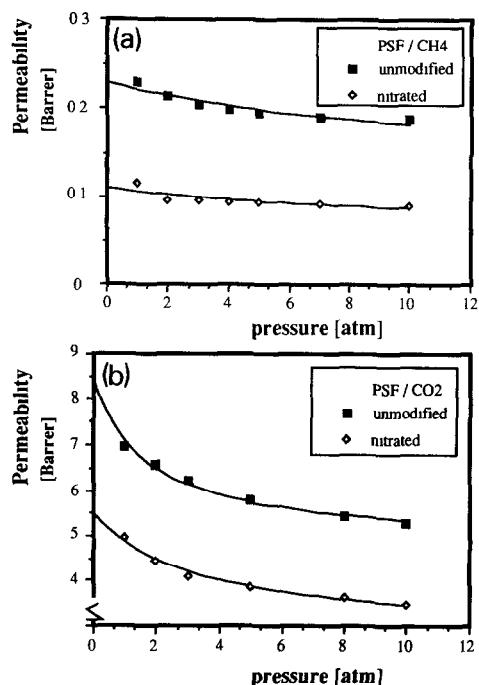 (a)
PSF / CH4
unmodified
nitrated
Permeability
[Barrer]
0 3
0 2
0 1
0
0 2 4 6 8 10 12
pressure [atm]
(b)
PSF / CO2
unmodified
nitrated
Permeability
[Barrer]
9
8
7
6
5
4
0 2 4 6 8 10 12
pressure [atm]